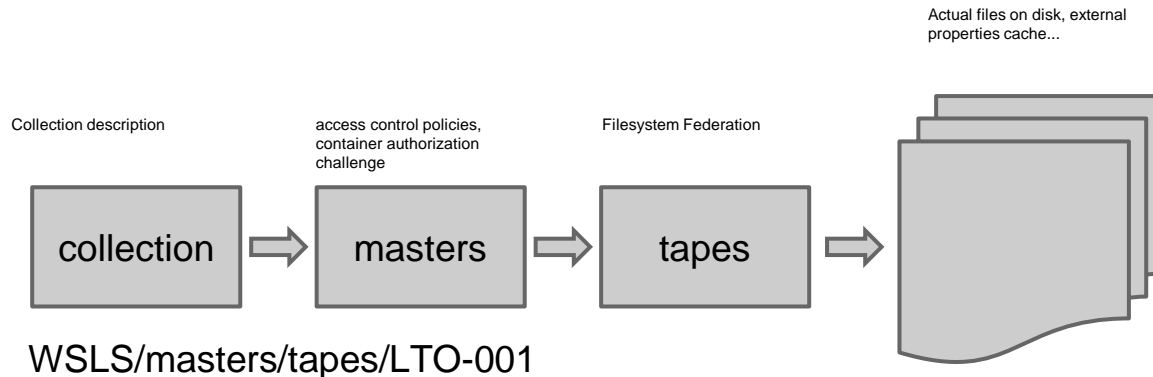 Actual files on disk, external
properties cache...
Collection description
access control policies,
container authorization
challenge
Filesystem Federation
collection
masters
tapes
WSLS/masters/tapes/LTO-001